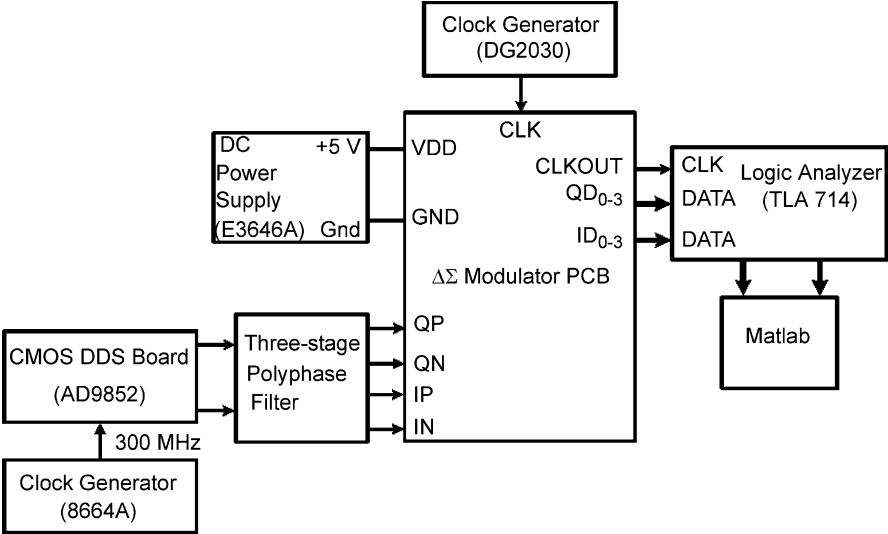 Clock Generator
(DG2030)
CLK
DC +5 V
Power
Supply
(E3646A) Gnd
VDD
GND
CLKOUT
QD0-3
ID0-3
ΔΣ Modulator PCB
CLK
DATA
DATA
Logic Analyzer
(TLA 714)
Matlab
QP
QN
IP
IN
Three-stage
Polyphase
Filter
CMOS DDS Board
(AD9852)
300 MHz
Clock Generator
(8664A)